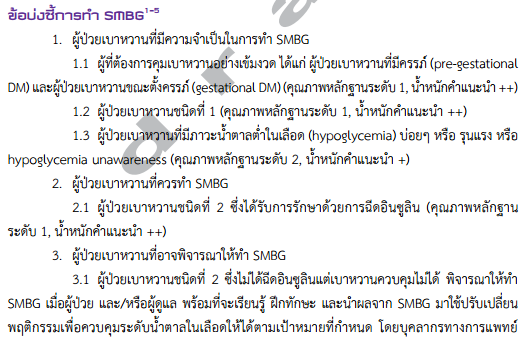 ข้อบ่งชี้การทำ SMBG1-5
1. ผู้ป่วยเบาหวานที่มีความจำเป็นในการทำ SMBG
1.1 ผู้ที่ต้องการคุมเบาหวานอย่างเข้มงวด ได้แก่ ผู้ป่วยเบาหวานที่มีครรภ์ (pre-gestational
DM) และผู้ป่วยเบาหวานขณะตั้งครรภ์ (gestational DM) (คุณภาพหลักฐานระดับ 1, น้ำหนักคำแนะนำ ++)
1.2 ผู้ป่วยเบาหวานชนิดที่ 1 (คุณภาพหลักฐานระดับ 1, น้ำหนักคำแนะนำ ++)
1.3 ผู้ป่วยเบาหวานที่มีภาวะน้ำตาลต่ำในเลือด (hypoglycemia) บ่อยๆ หรือ รุนแรง หรือ
hypoglycemia unawareness (คุณภาพหลักฐานระดับ 2, น้ำหนักคำแนะนำ +)
2. ผู้ป่วยเบาหวานที่ควรทำ SMBG
2.1 ผู้ป่วยเบาหวานชนิดที่ 2 ซึ่งได้รับการรักษาด้วยการฉีดอินซูลิน (คุณภาพหลักฐาน
ระดับ 1, น้ำหนักคำแนะนำ ++)
3. ผู้ป่วยเบาหวานที่อาจพิจารณาให้ทำ SMBG
3.1 ผู้ป่วยเบาหวานชนิดที่ 2 ซึ่งไม่ได้ฉีดอินซูลินแต่เบาหวานควบคุมไม่ได้ พิจารณาให้ทำ
SMBG เมื่อผู้ป่วย และ/หรือผู้ดูแล พร้อมที่จะเรียนรู้ ฝึกทักษะ และนำผลจาก SMBG มาใช้ปรับเปลี่ยน
พฤติกรรมเพื่อควบคุมระดับน้ำตาลในเลือดให้ได้ตามเป้าหมายที่กำหนด โดยบุคลากรทางการแพทย์